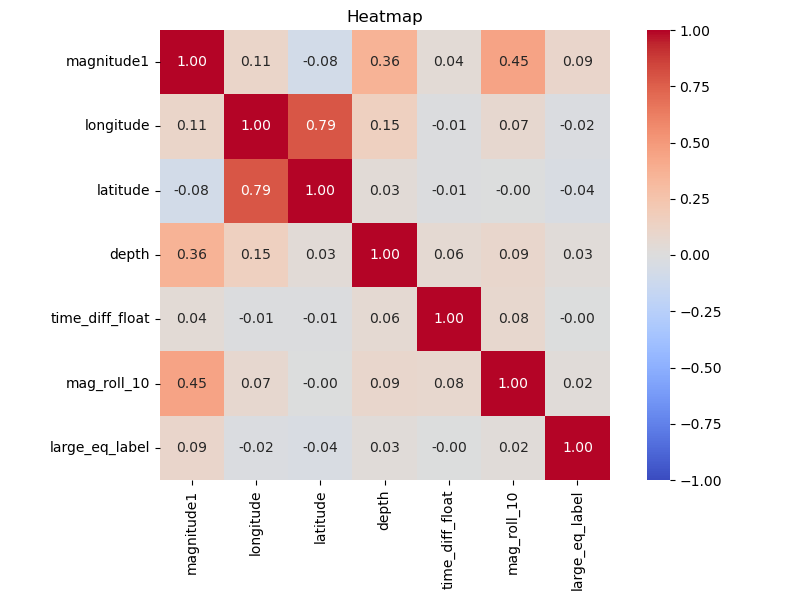 Heatmap
magnitude1 1.00 0.11 -0.08 0.36 0.04 0.45 0.09
longitude 0.11 1.00 0.79 0.15 -0.01 0.07 -0.02
latitude -0.08 0.79 1.00 0.03 -0.01 -0.00 -0.04
depth 0.36 0.15 0.03 1.00 0.06 0.09 0.03
time_diff_float 0.04 -0.01 -0.01 0.06 1.00 0.08 -0.00
mag_roll_10 0.45 0.07 -0.00 0.09 0.08 1.00 0.02
large_eq_label 0.09 -0.02 -0.04 0.03 -0.00 0.02 1.00
magnitude1
longitude
latitude
depth
time_diff_float
mag_roll_10
large_eq_label
1.00
0.75
0.50
0.25
0.00
-0.25
-0.50
-0.75
-1.00